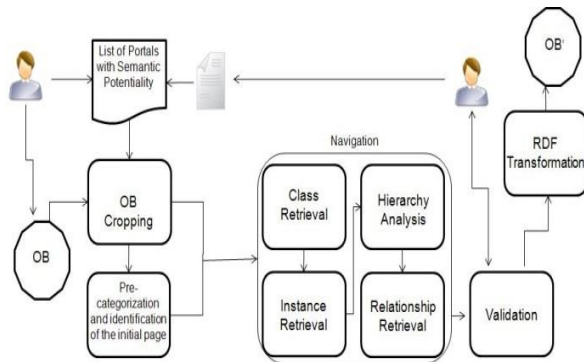 List of Portals
with Semantic
Potentiality
OB'
Navigation
RDF
Transformation
OB
Cropping
Class
Retrieval
Hierarchy
Analysis
OB
Pre-
categorization
and identification
of the initial page
Instance
Retrieval
Relationship
Retrieval
Validation